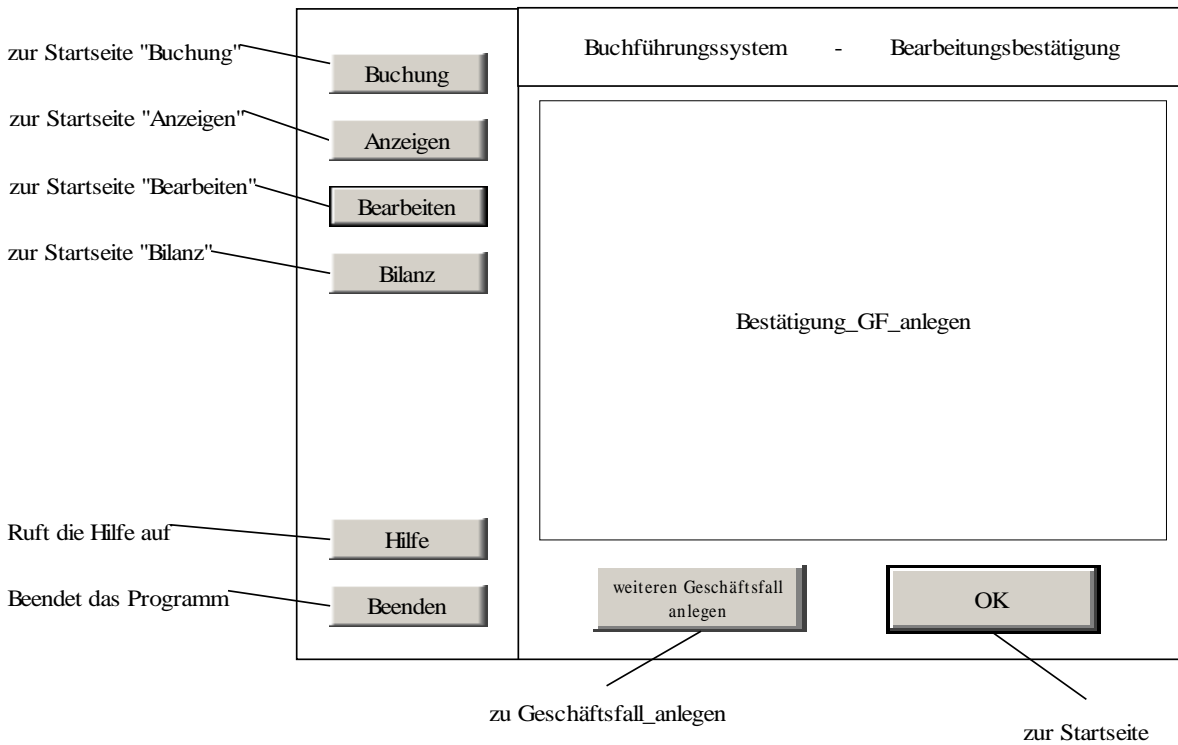 Buchführungssystem - Bearbeitungsbestätigung
zur Startseite "Buchung"
Buchung
zur Startseite "Anzeigen"
Anzeigen
zur Startseite "Bearbeiten"
Bearbeiten
zur Startseite "Bilanz"
Bilanz
Bestätigung_GF_anlegen
Ruft die Hilfe auf
Hilfe
Beendet das Programm
Beenden
weiteren Geschäftsfall
anlegen
OK
zu Geschäftsfall_anlegen
zur Startseite